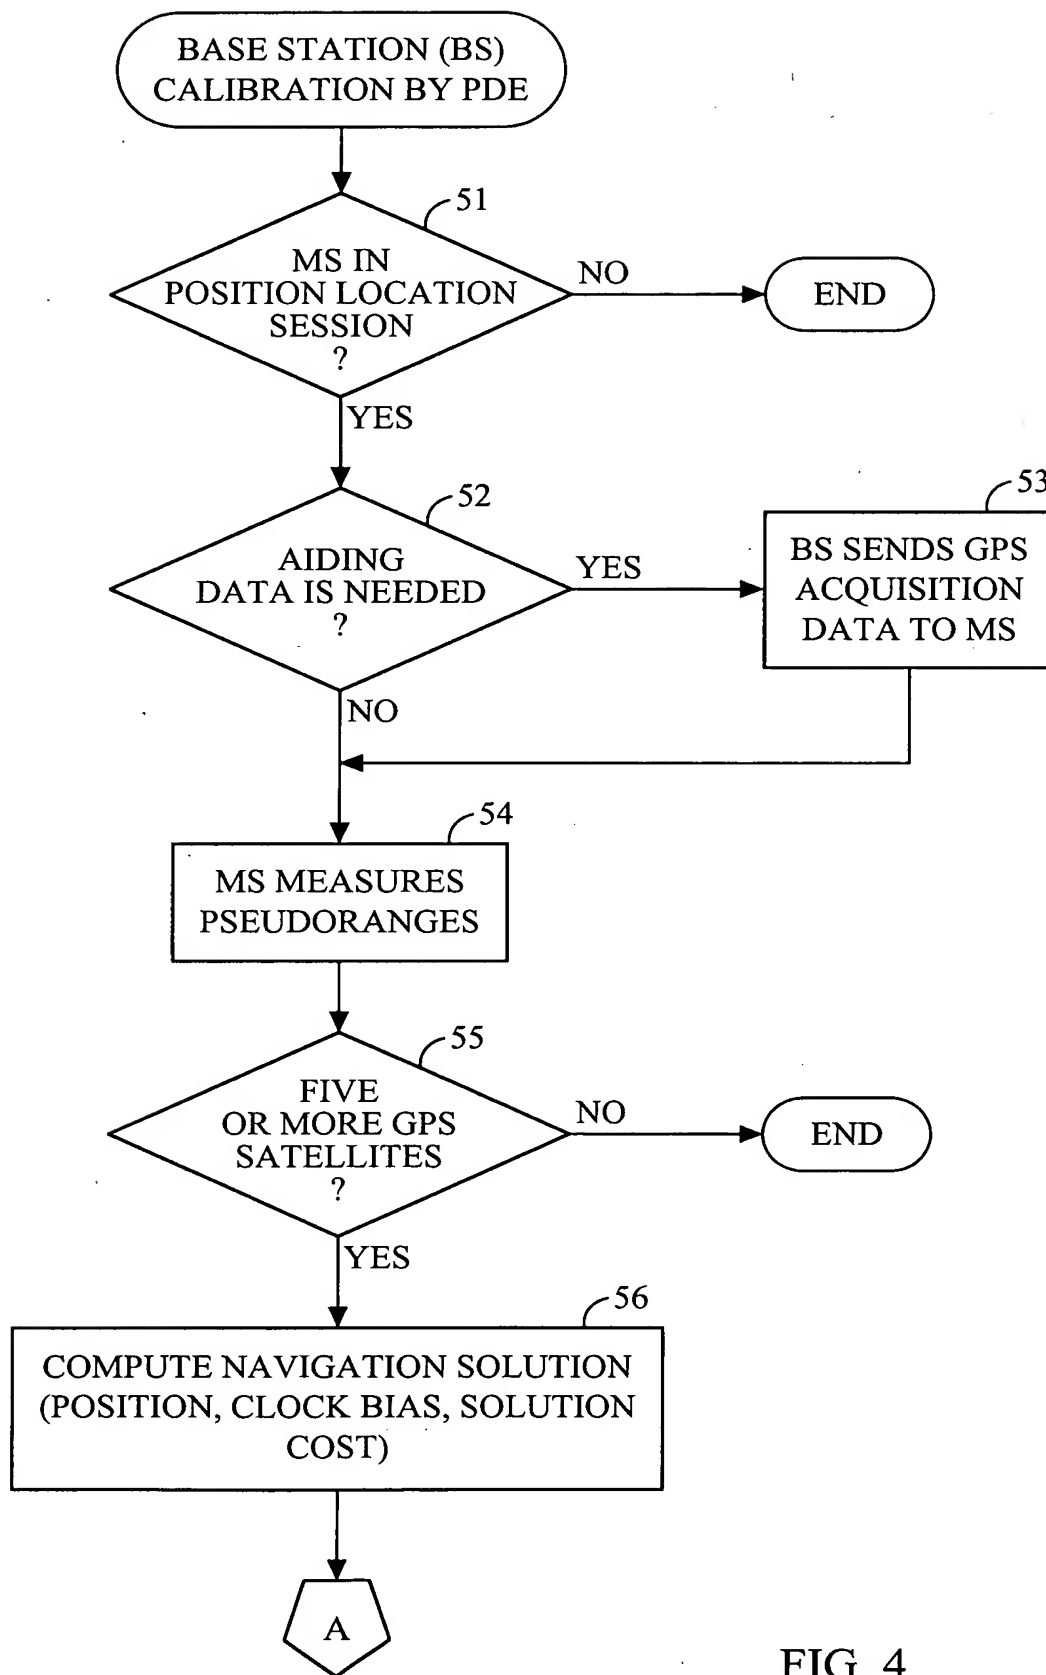 BASE STATION (BS)
CALIBRATION BY PDE
51
MS IN
POSITION LOCATION
SESSION
?
NO
END
YES
52
AIDING
DATA IS NEEDED
?
YES
53
BS SENDS GPS
ACQUISITION
DATA TO MS
NO
54
MS MEASURES
PSEUDORANGES
55
FIVE
OR MORE GPS
SATELLITES
?
NO
END
YES
56
COMPUTE NAVIGATION SOLUTION
(POSITION, CLOCK BIAS, SOLUTION
COST)
A
FIG. 4